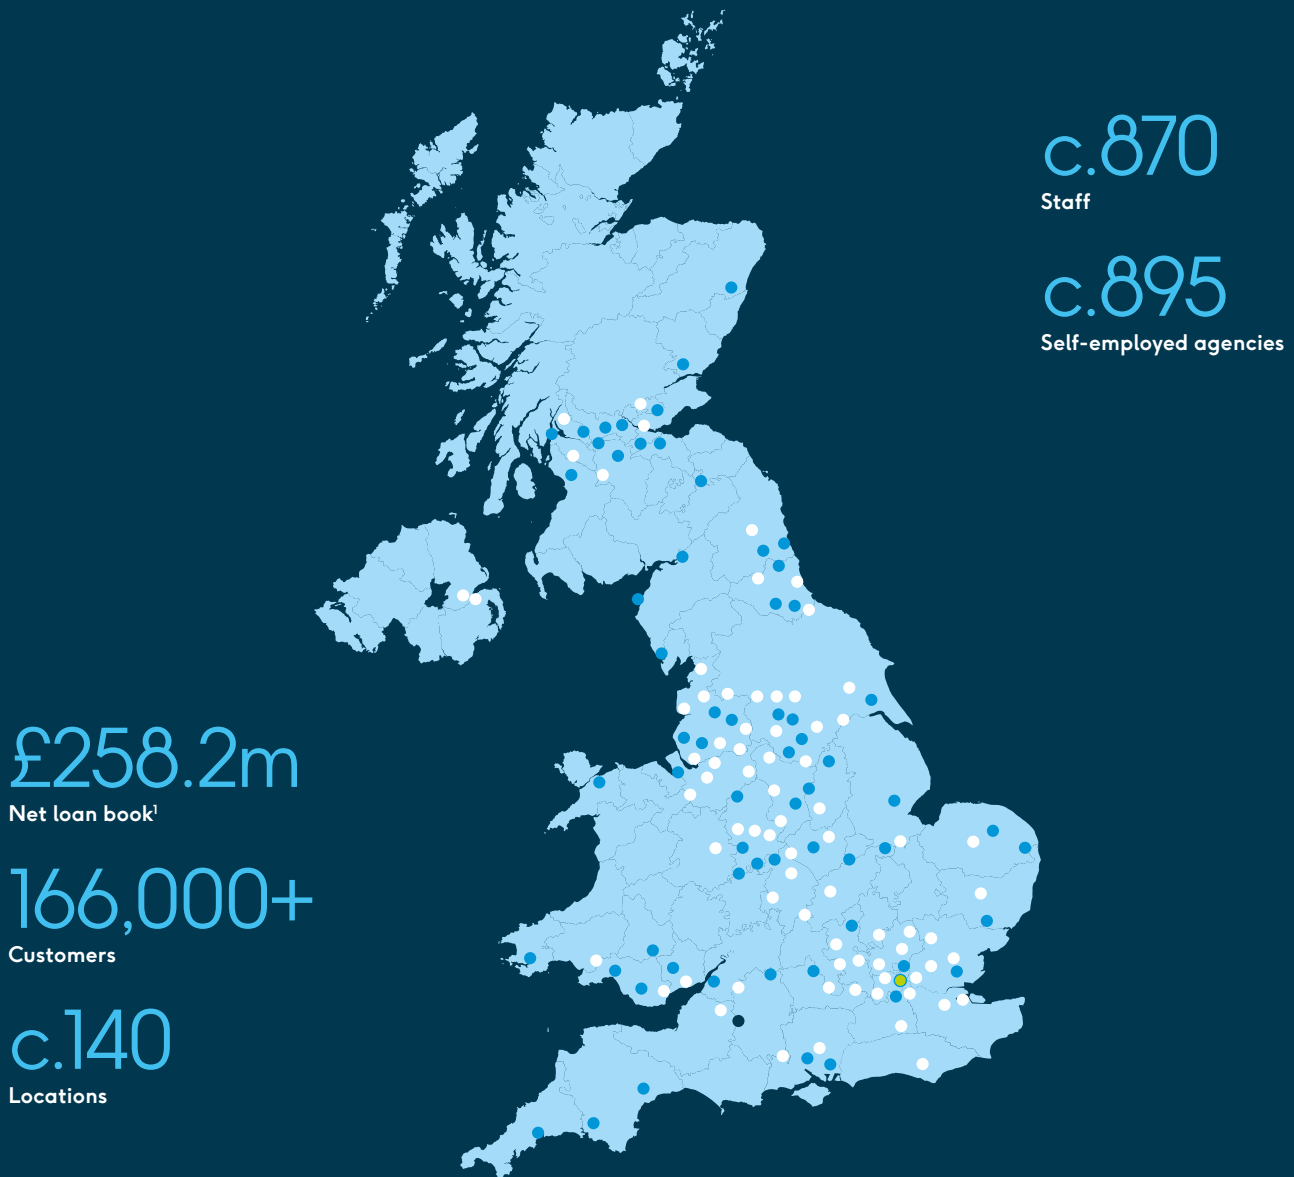 c.870
Staff
c.895
Self-employed agencies
£258.2m
Net loan book¹
166,000+
Customers
c.140
Locations